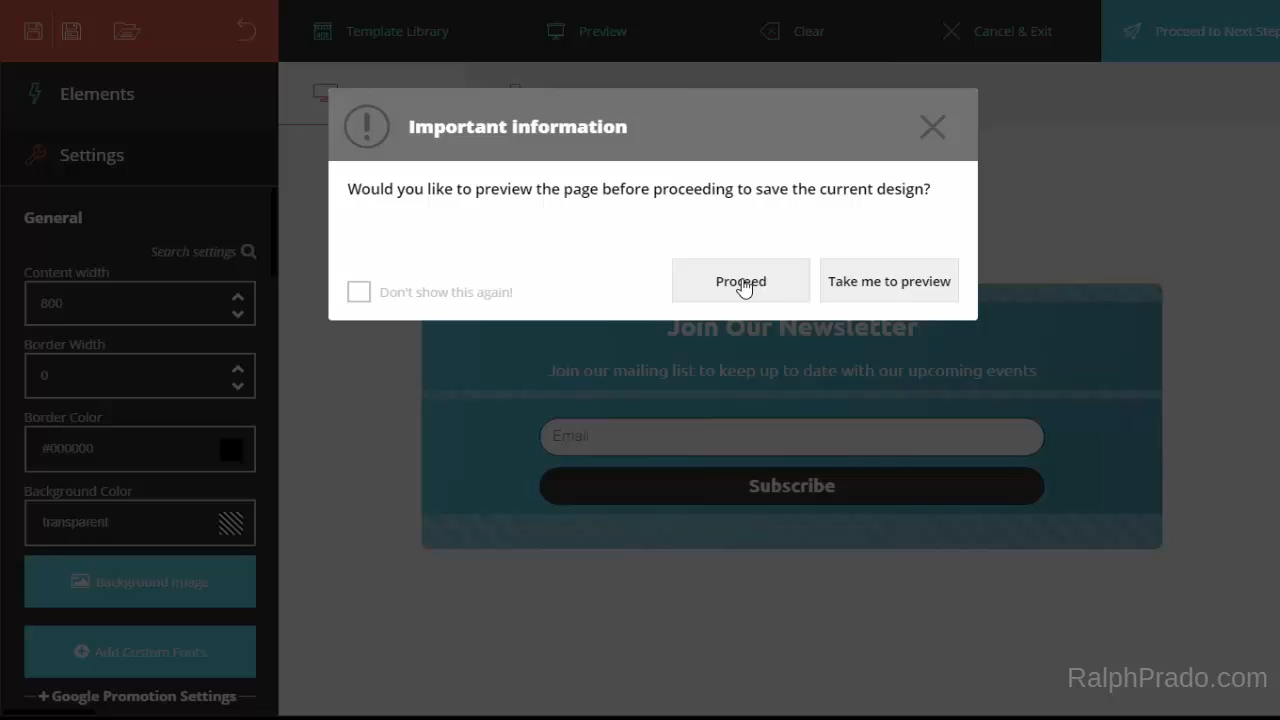 Template Library
Preview
Clear
Cancel & Exit
Proceed to Next Step
Elements
Settings
General
Search settings
Content width
800
Border Width
0
Border Color
#000000
Background Color
transparent
Background Image
Add Custom Fonts
Google Promotion Settings
Important information
Would you like to preview the page before proceeding to save the current design?
Don't show this again!
Proceed
Take me to preview
Join Our Newsletter
Join our mailing list to keep up to date with our upcoming events
Email
Subscribe
RalphPrado.com